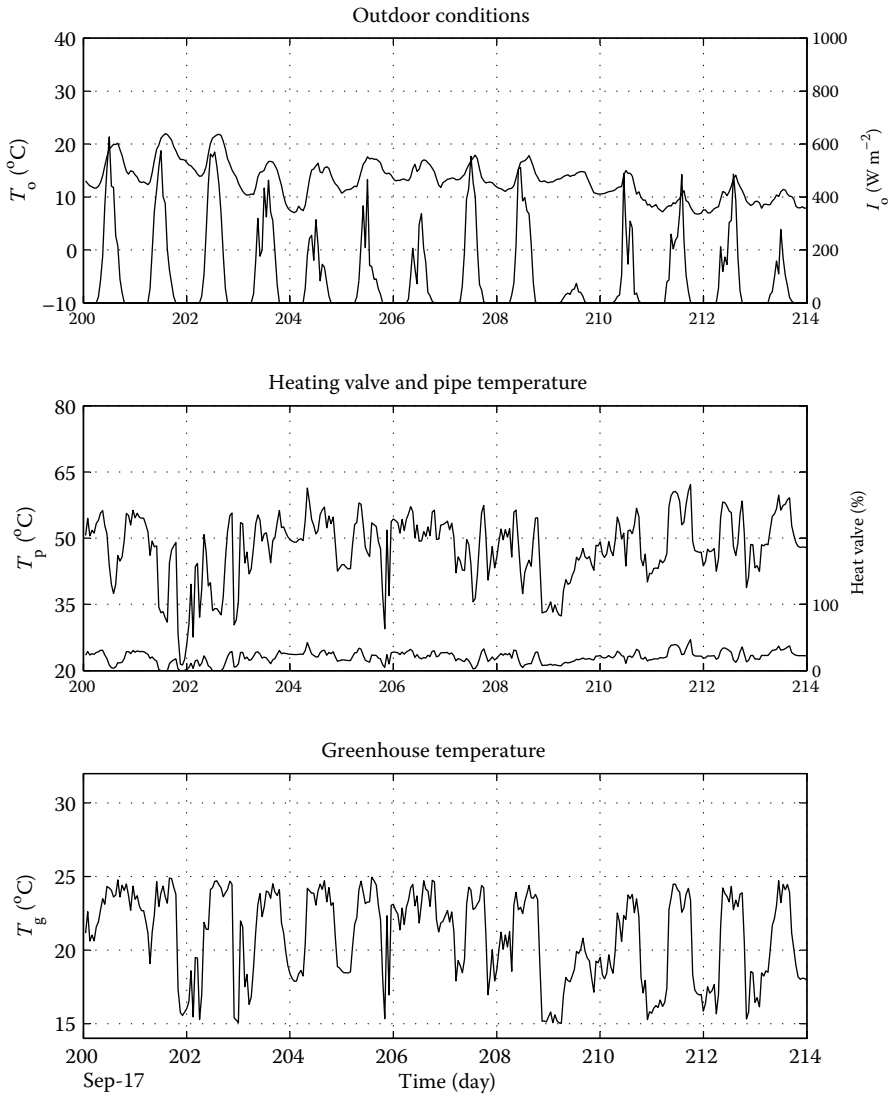 Outdoor conditions
40
30
20
10
0
−10
T_o (°C)
1000
800
600
400
200
0
I_o (W m⁻²)
200 202 204 206 208 210 212 214
Heating valve and pipe temperature
80
65
50
35
20
T_p (°C)
100
0
Heat valve (%)
200 202 204 206 208 210 212 214
Greenhouse temperature
30
25
20
15
T_g (°C)
200 202 204 206 208 210 212 214
Sep-17 Time (day)